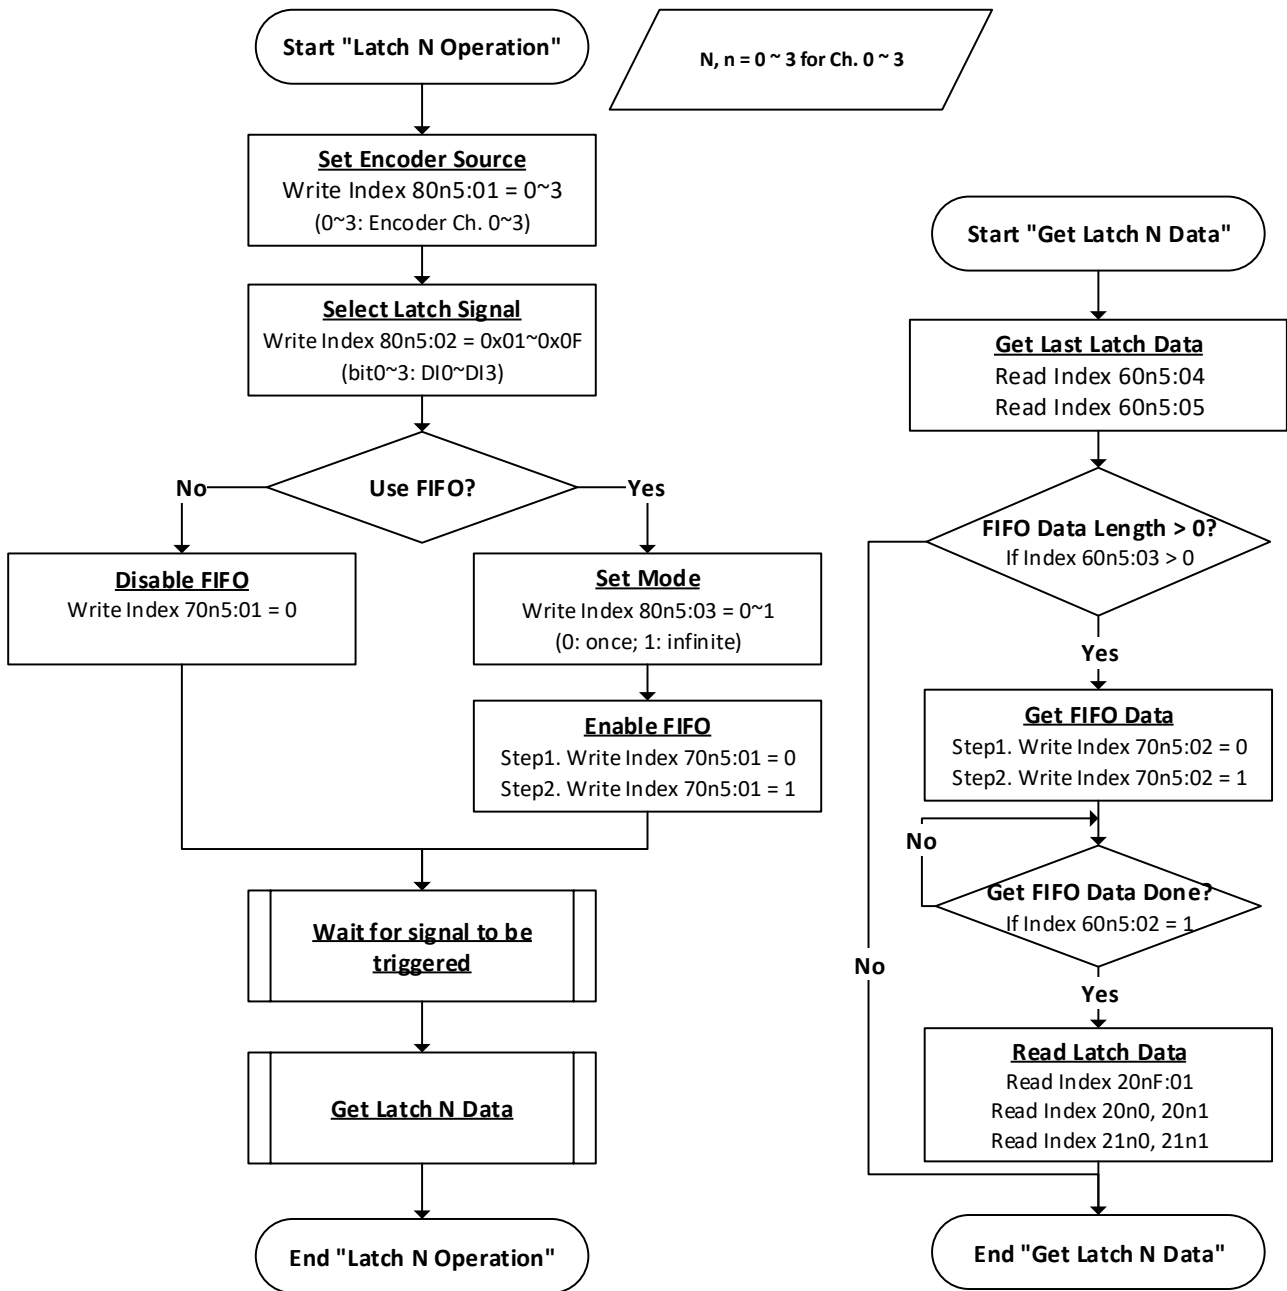 Start "Latch N Operation"
N, n = 0 ~ 3 for Ch. 0 ~ 3
Set Encoder Source
Write Index 80n5:01 = 0~3
(0~3: Encoder Ch. 0~3)
Select Latch Signal
Write Index 80n5:02 = 0x01~0x0F
(bit0~3: DI0~DI3)
Use FIFO?
No
Yes
Disable FIFO
Write Index 70n5:01 = 0
Set Mode
Write Index 80n5:03 = 0~1
(0: once; 1: infinite)
Enable FIFO
Step1. Write Index 70n5:01 = 0
Step2. Write Index 70n5:01 = 1
Wait for signal to be
triggered
Get Latch N Data
End "Latch N Operation"
Start "Get Latch N Data"
Get Last Latch Data
Read Index 60n5:04
Read Index 60n5:05
FIFO Data Length > 0?
If Index 60n5:03 > 0
Yes
Get FIFO Data
Step1. Write Index 70n5:02 = 0
Step2. Write Index 70n5:02 = 1
No
Get FIFO Data Done?
If Index 60n5:02 = 1
No
Yes
Read Latch Data
Read Index 20nF:01
Read Index 20n0, 20n1
Read Index 21n0, 21n1
End "Get Latch N Data"